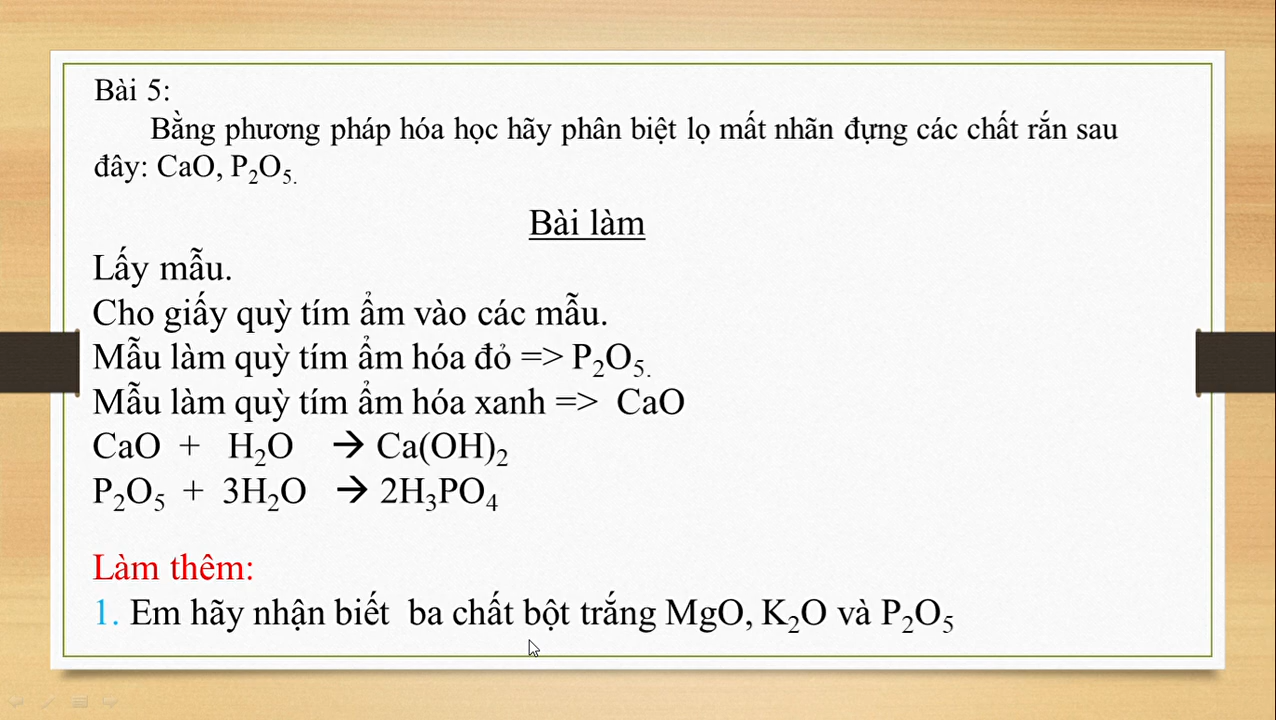 Bài 5:
Bằng phương pháp hóa học hãy phân biệt lọ mất nhãn đựng các chất rắn sau
đây: CaO, P₂O₅.
Bài làm
Lấy mẫu.
Cho giấy quỳ tím ẩm vào các mẫu.
Mẫu làm quỳ tím ẩm hóa đỏ => P₂O₅.
Mẫu làm quỳ tím ẩm hóa xanh => CaO
CaO + H₂O → Ca(OH)₂
P₂O₅ + 3H₂O → 2H₃PO₄
Làm thêm:
1. Em hãy nhận biết ba chất bột trắng MgO, K₂O và P₂O₅